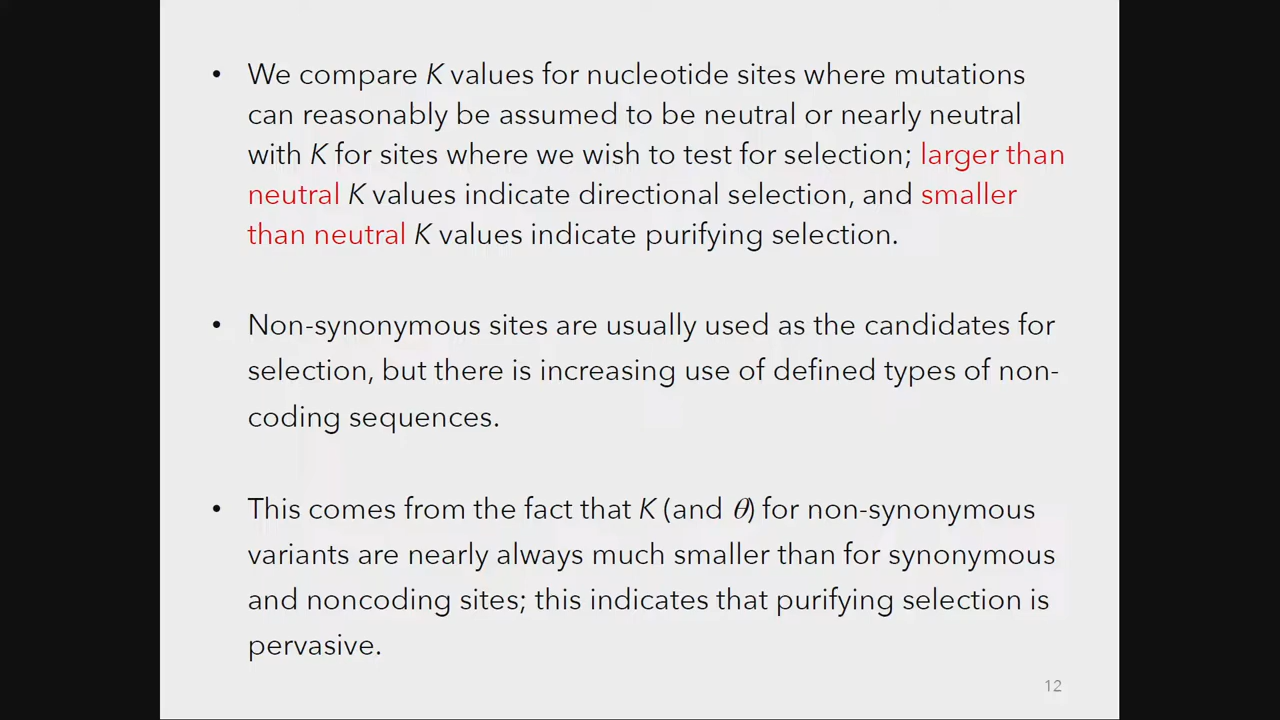 • We compare K values for nucleotide sites where mutations
can reasonably be assumed to be neutral or nearly neutral
with K for sites where we wish to test for selection; larger than
neutral K values indicate directional selection, and smaller
than neutral K values indicate purifying selection.
• Non-synonymous sites are usually used as the candidates for
selection, but there is increasing use of defined types of non-
coding sequences.
• This comes from the fact that K (and θ) for non-synonymous
variants are nearly always much smaller than for synonymous
and noncoding sites; this indicates that purifying selection is
pervasive.
12